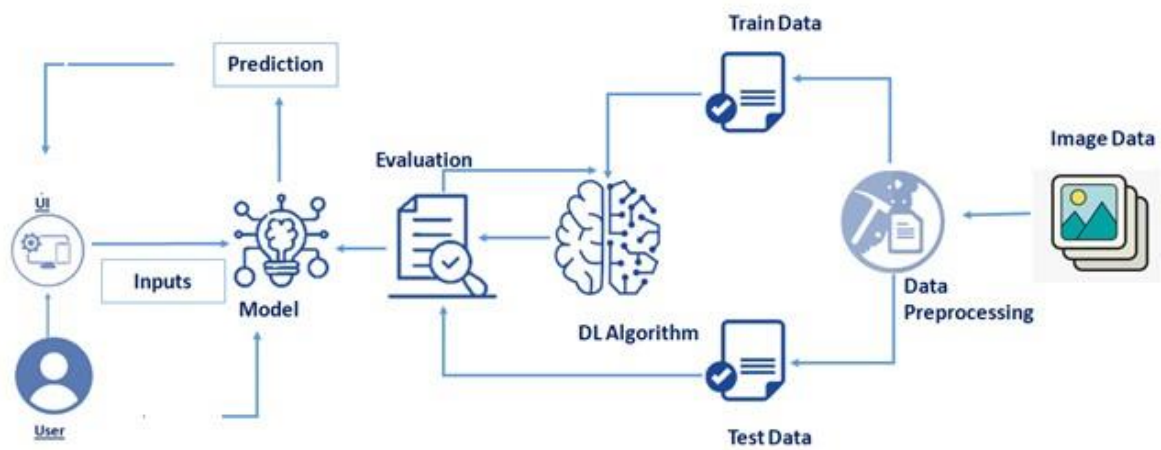 Train Data
Prediction
Image Data
Evaluation
UI
Inputs
Model
Data
Preprocessing
DL Algorithm
User
Test Data